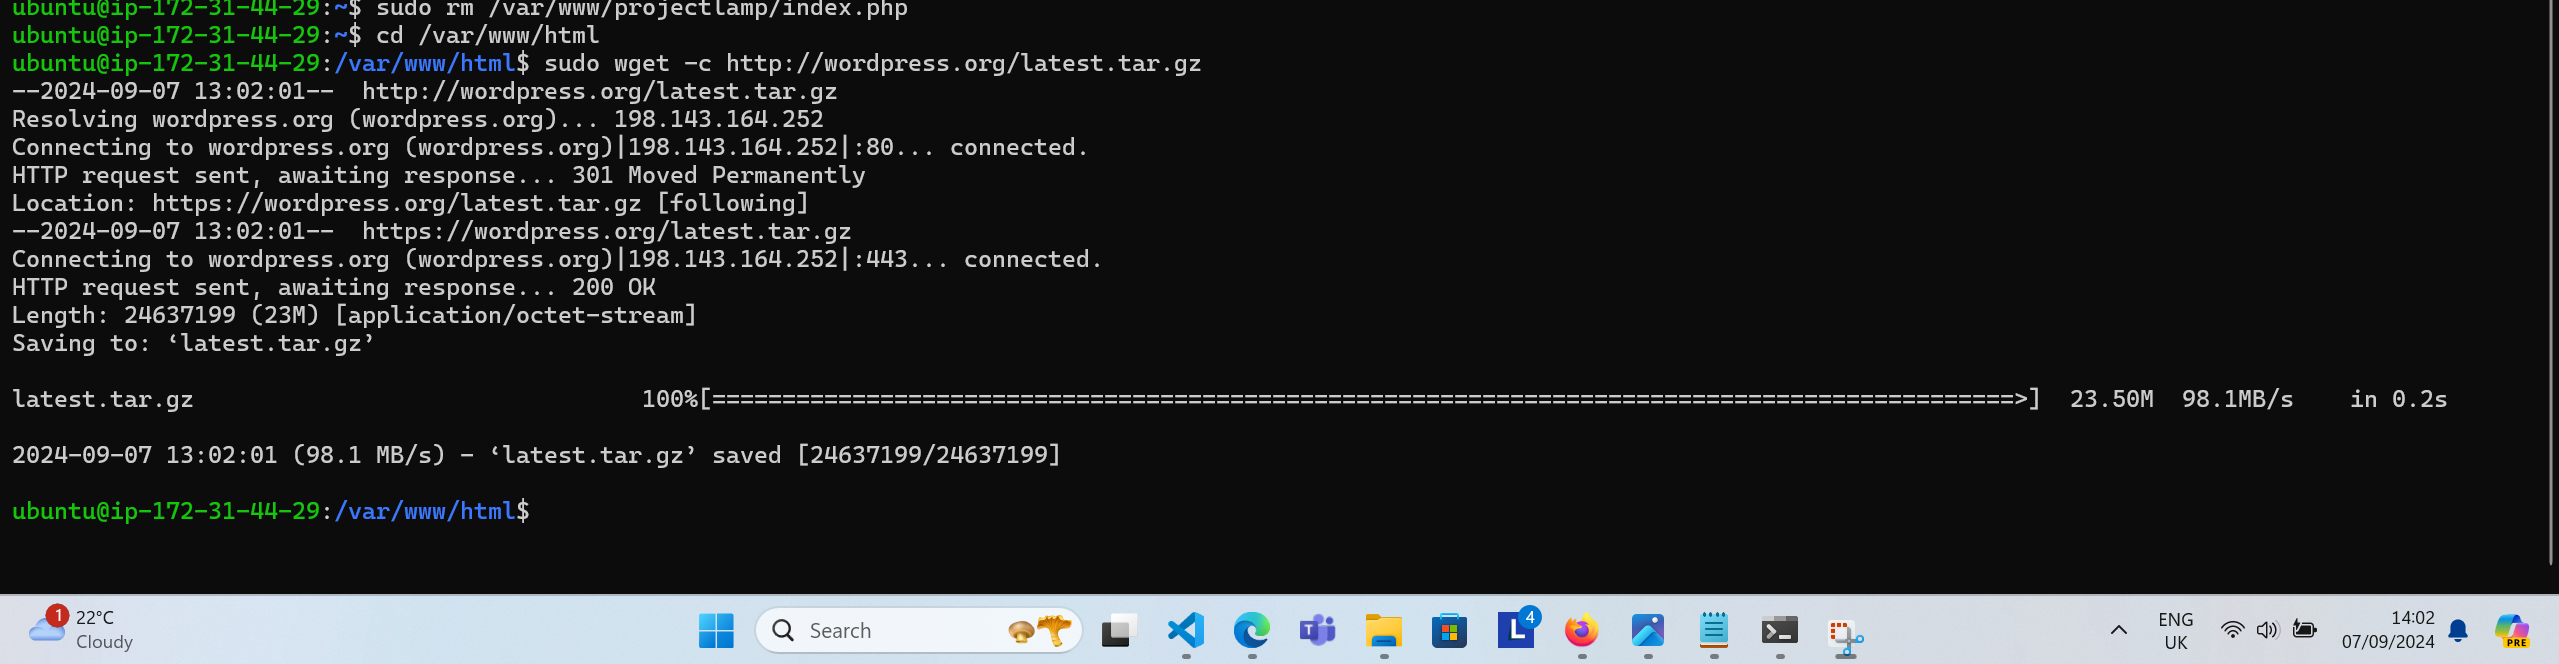 ubuntu@ip-172-31-44-29:~$ sudo rm /var/www/projectlamp/index.php
ubuntu@ip-172-31-44-29:~$ cd /var/www/html
ubuntu@ip-172-31-44-29:/var/www/html$ sudo wget -c http://wordpress.org/latest.tar.gz
--2024-09-07 13:02:01--  http://wordpress.org/latest.tar.gz
Resolving wordpress.org (wordpress.org)... 198.143.164.252
Connecting to wordpress.org (wordpress.org)|198.143.164.252|:80... connected.
HTTP request sent, awaiting response... 301 Moved Permanently
Location: https://wordpress.org/latest.tar.gz [following]
--2024-09-07 13:02:01--  https://wordpress.org/latest.tar.gz
Connecting to wordpress.org (wordpress.org)|198.143.164.252|:443... connected.
HTTP request sent, awaiting response... 200 OK
Length: 24637199 (23M) [application/octet-stream]
Saving to: ‘latest.tar.gz’
latest.tar.gz 100%[=============================================================================================>] 23.50M 98.1MB/s in 0.2s
2024-09-07 13:02:01 (98.1 MB/s) - ‘latest.tar.gz’ saved [24637199/24637199]
ubuntu@ip-172-31-44-29:/var/www/html$
1 22°C
Cloudy
Search
T
L 4
ENG
UK
14:02
07/09/2024
PRE